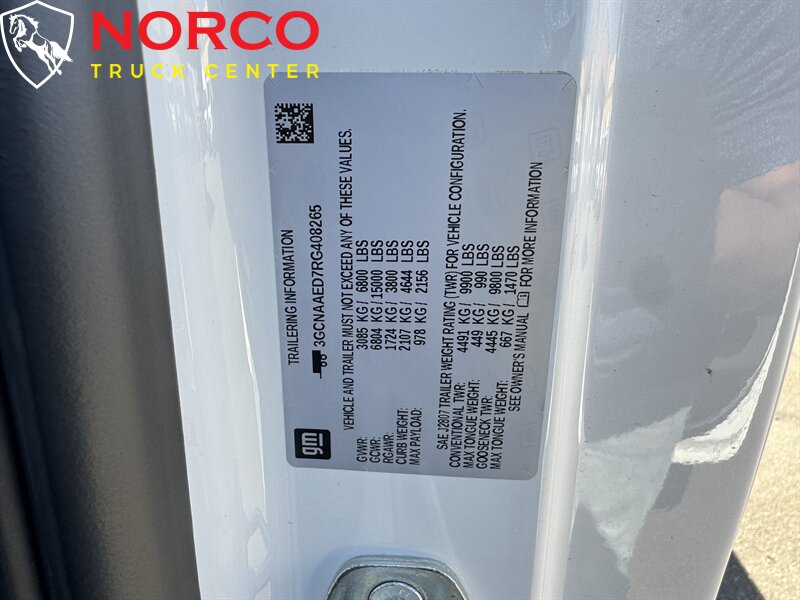 NORCO
TRUCK CENTER
gm
TRAILERING INFORMATION
3GCNAAED7RG408265
VEHICLE AND TRAILER MUST NOT EXCEED ANY OF THESE VALUES.
GVWR: 3085 KG / 6800 LBS
GCWR: 6804 KG / 15000 LBS
RGAWR: 1724 KG / 3800 LBS
CURB WEIGHT: 2107 KG / 4644 LBS
MAX PAYLOAD: 978 KG / 2156 LBS
SAE J2807 TRAILER WEIGHT RATING (TWR) FOR VEHICLE CONFIGURATION.
CONVENTIONAL TWR: 4491 KG / 9900 LBS
MAX TONGUE WEIGHT: 449 KG / 990 LBS
GOOSENECK TWR: 4445 KG / 9800 LBS
MAX TONGUE WEIGHT: 667 KG / 1470 LBS
SEE OWNER'S MANUAL FOR MORE INFORMATION